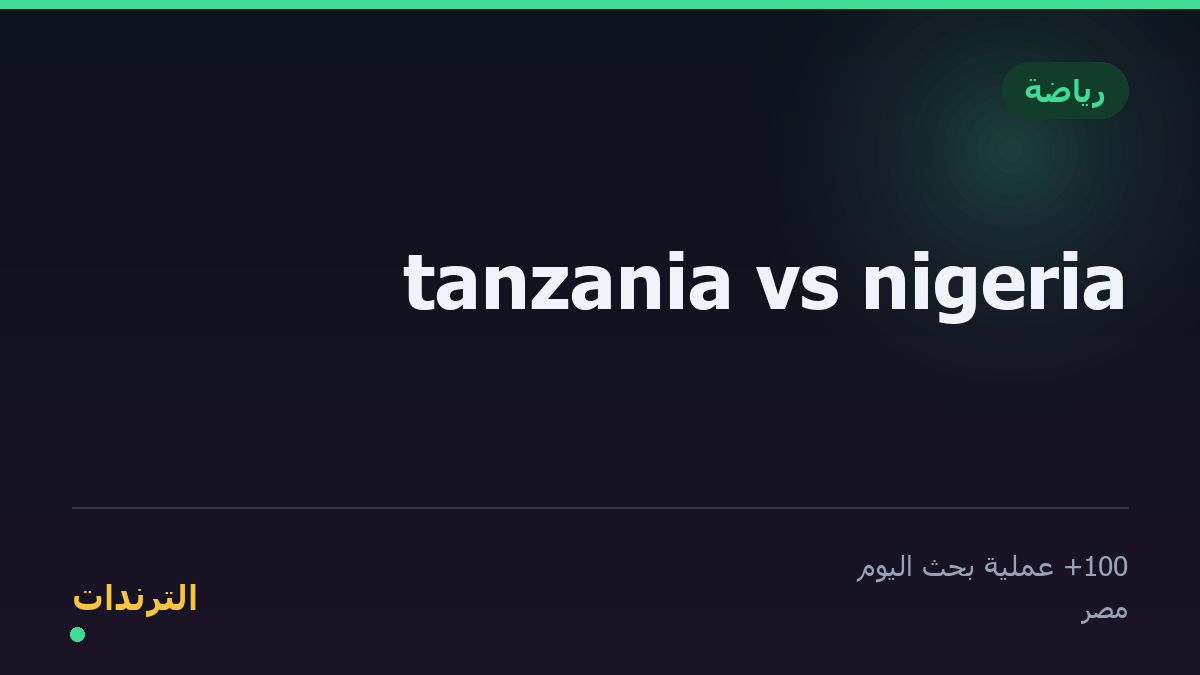 رياضة
tanzania vs nigeria
100+ عملية بحث اليوم
مصر
الترندات